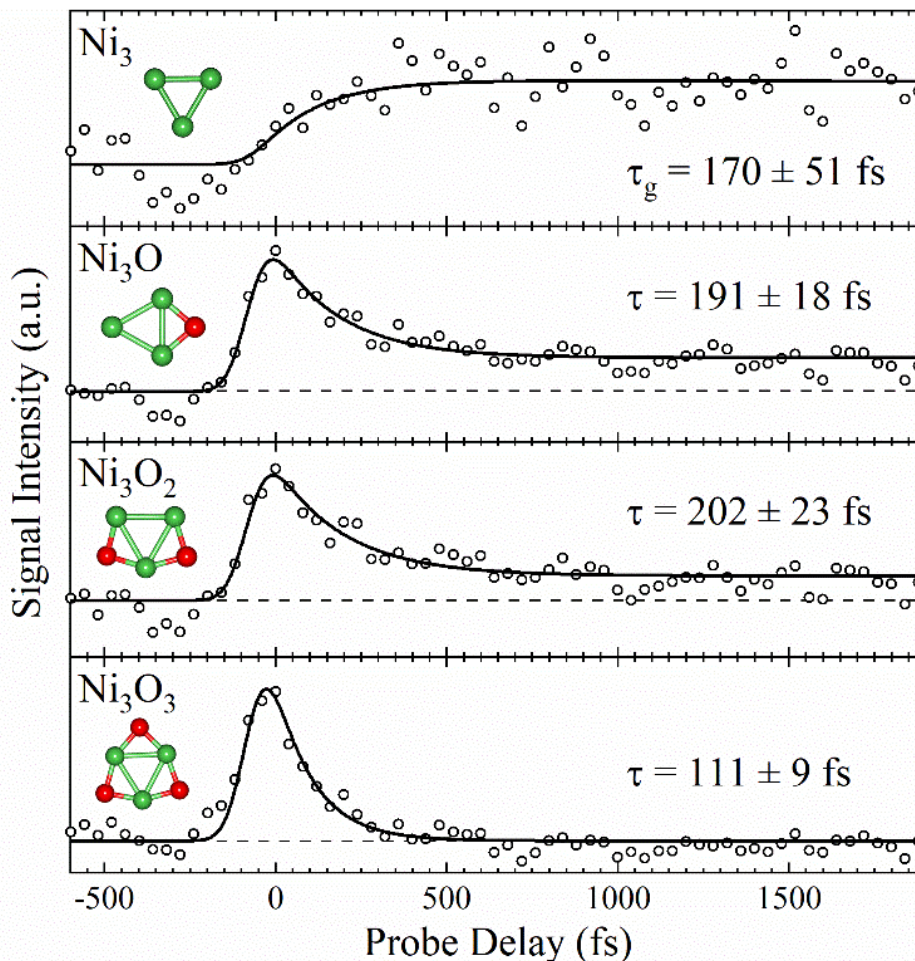 Ni₃
τg = 170 ± 51 fs
Ni₃O
τ = 191 ± 18 fs
Ni₃O₂
τ = 202 ± 23 fs
Ni₃O₃
τ = 111 ± 9 fs
Signal Intensity (a.u.)
-500 0 500 1000 1500
Probe Delay (fs)